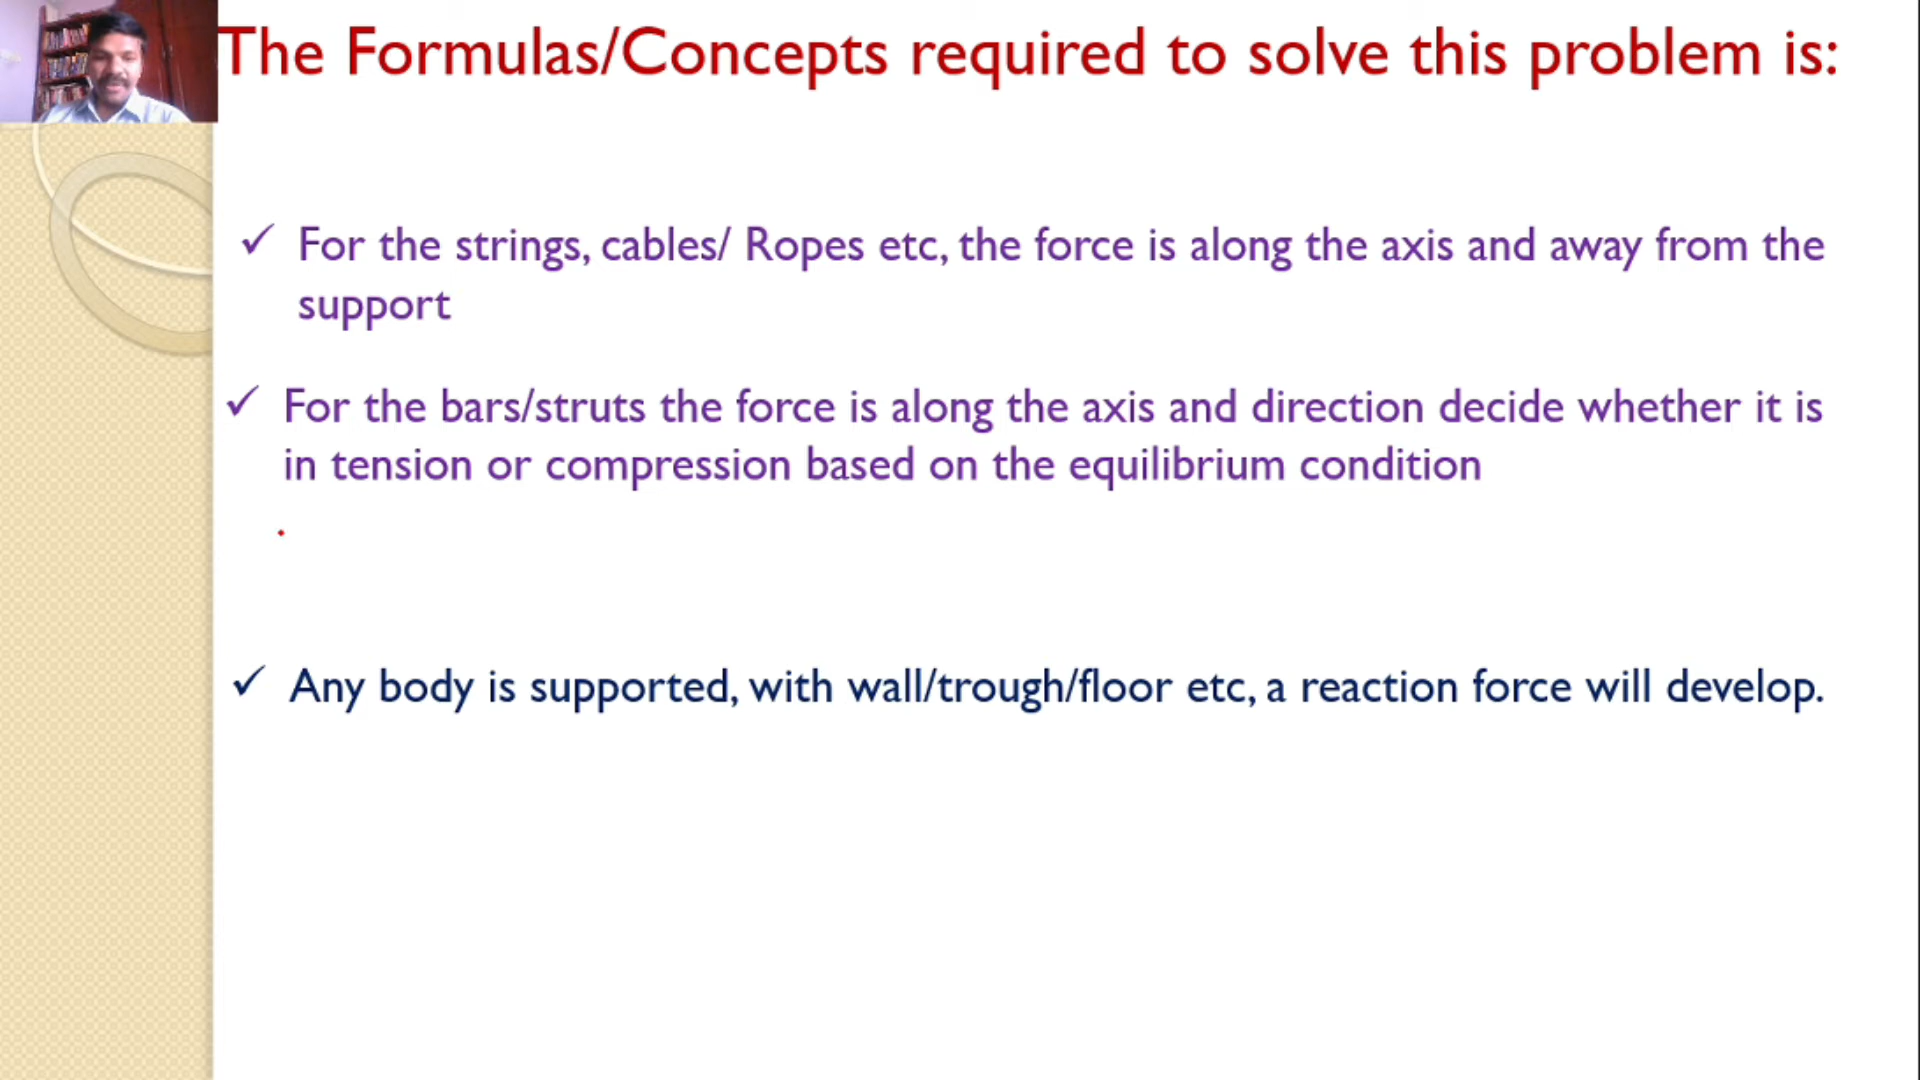 The Formulas/Concepts required to solve this problem is:
✓ For the strings, cables/ Ropes etc, the force is along the axis and away from the
support
✓ For the bars/struts the force is along the axis and direction decide whether it is
in tension or compression based on the equilibrium condition
✓ Any body is supported, with wall/trough/floor etc, a reaction force will develop.